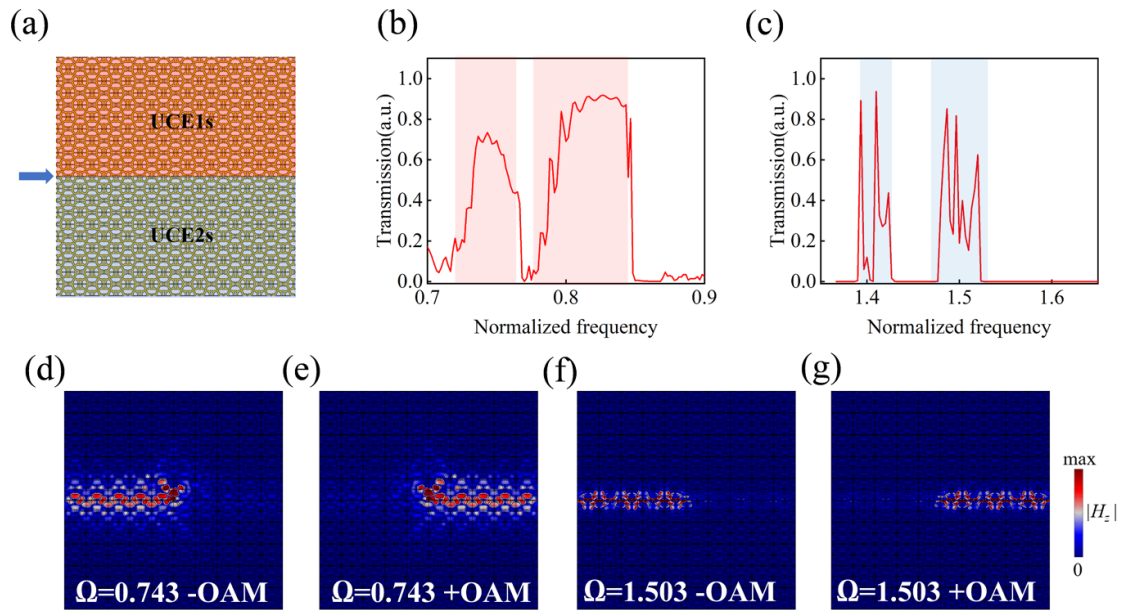 (a)
UCE1s
UCE2s
(b)
Transmission(a.u.)
1.0
0.8
0.6
0.4
0.2
0.0
0.7
0.8
0.9
Normalized frequency
(c)
Transmission(a.u.)
1.0
0.8
0.6
0.4
0.2
0.0
1.4
1.5
1.6
Normalized frequency
(d)
Ω=0.743 -OAM
(e)
Ω=0.743 +OAM
(f)
Ω=1.503 -OAM
(g)
Ω=1.503 +OAM
max
|H_z|
0